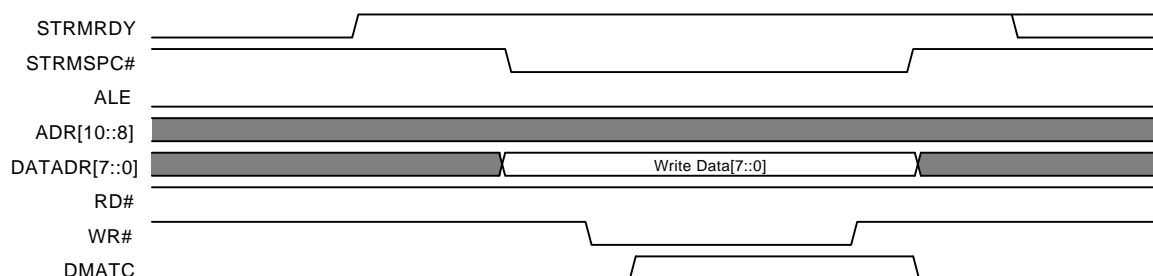 STRMRDY
STRMSPC#
ALE
ADR[10::8]
DATADR[7::0]
Write Data[7::0]
RD#
WR#
DMATC